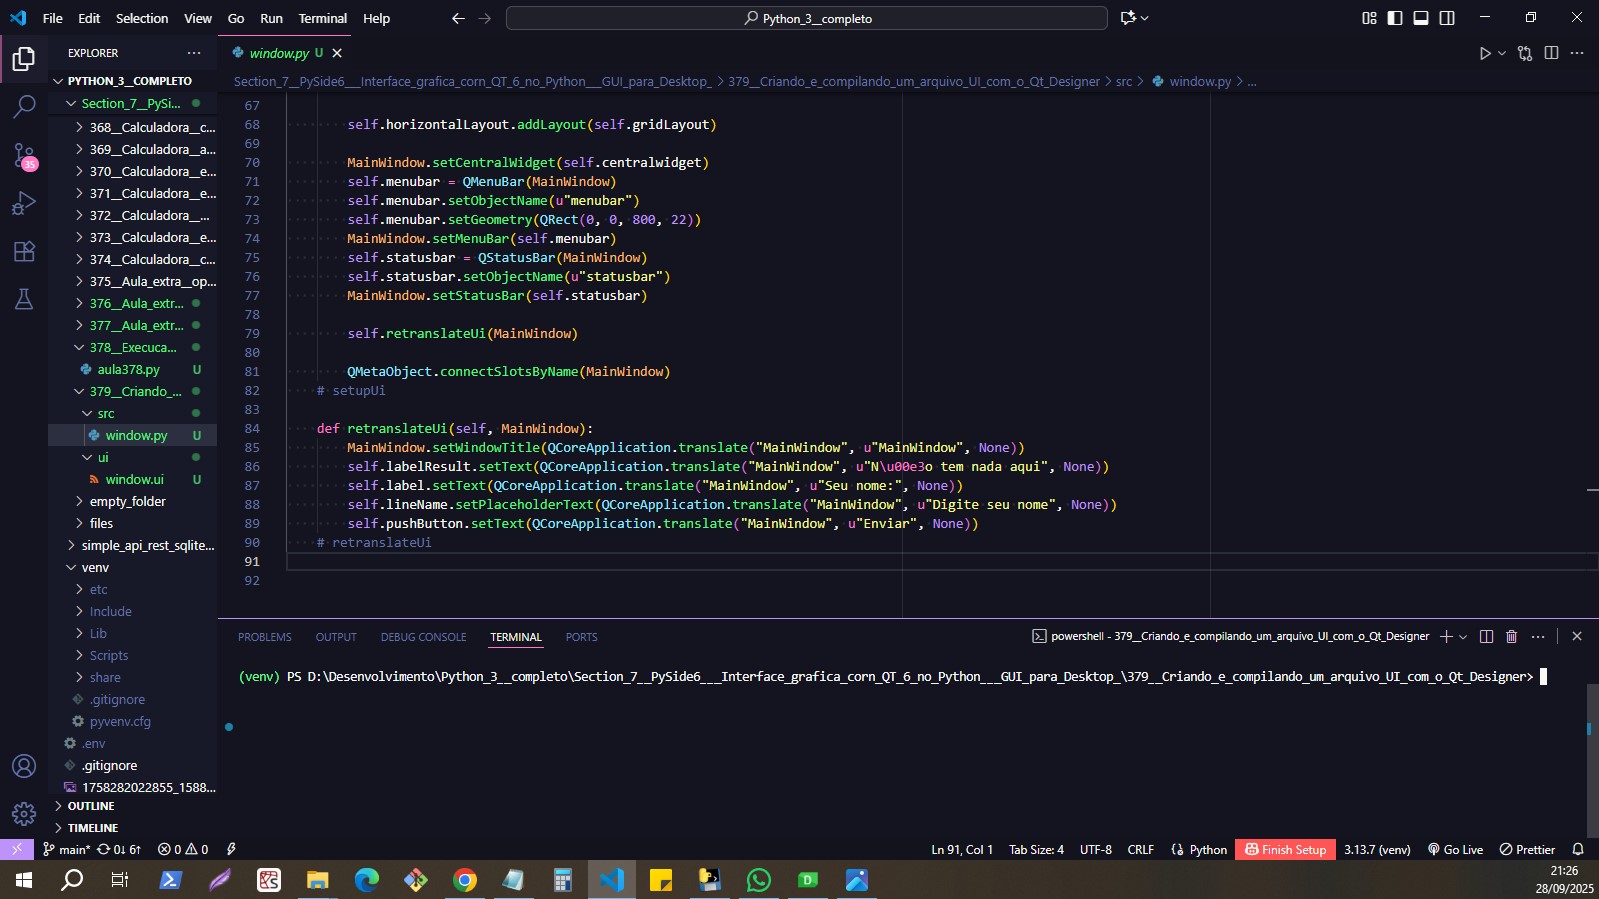 File Edit Selection View Go Run Terminal Help
Python_3__completo
EXPLORER
PYTHON_3__COMPLETO
Section_7__PySi...
368__Calculadora__c...
369__Calculadora__a...
370__Calculadora__e...
371__Calculadora__e...
372__Calculadora__...
373__Calculadora__e...
374__Calculadora__c...
375__Aula_extra__op...
376__Aula_extr...
377__Aula_extr...
378__Execuca...
aula378.py U
379__Criando_...
src
window.py U
ui
window.ui U
empty_folder
files
simple_api_rest_sqlite...
venv
etc
Include
Lib
Scripts
share
.gitignore
pyvenv.cfg
.env
.gitignore
1758282022855_1588...
OUTLINE
TIMELINE
35
window.py U
Section_7__PySide6___Interface_grafica_corn_QT_6_no_Python___GUI_para_Desktop_ > 379__Criando_e_compilando_um_arquivo_UI_com_o_Qt_Designer > src > window.py > ...
67
68 self.horizontalLayout.addLayout(self.gridLayout)
69
70 MainWindow.setCentralWidget(self.centralwidget)
71 self.menubar = QMenuBar(MainWindow)
72 self.menubar.setObjectName(u"menubar")
73 self.menubar.setGeometry(QRect(0, 0, 800, 22))
74 MainWindow.setMenuBar(self.menubar)
75 self.statusbar = QStatusBar(MainWindow)
76 self.statusbar.setObjectName(u"statusbar")
77 MainWindow.setStatusBar(self.statusbar)
78
79 self.retranslateUi(MainWindow)
80
81 QMetaObject.connectSlotsByName(MainWindow)
82 # setupUi
83
84 def retranslateUi(self, MainWindow):
85 MainWindow.setWindowTitle(QCoreApplication.translate("MainWindow", u"MainWindow", None))
86 self.labelResult.setText(QCoreApplication.translate("MainWindow", u"N\u00e3o tem nada aqui", None))
87 self.label.setText(QCoreApplication.translate("MainWindow", u"Seu nome:", None))
88 self.lineName.setPlaceholderText(QCoreApplication.translate("MainWindow", u"Digite seu nome", None))
89 self.pushButton.setText(QCoreApplication.translate("MainWindow", u"Enviar", None))
90 # retranslateUi
91
92
PROBLEMS OUTPUT DEBUG CONSOLE TERMINAL PORTS
powershell - 379__Criando_e_compilando_um_arquivo_UI_com_o_Qt_Designer
(venv) PS D:\Desenvolvimento\Python_3__completo\Section_7__PySide6___Interface_grafica_corn_QT_6_no_Python___GUI_para_Desktop_\379__Criando_e_compilando_um_arquivo_UI_com_o_Qt_Designer>
main* 0↓ 6↑ 0 0
Ln 91, Col 1 Tab Size: 4 UTF-8 CRLF Python Finish Setup 3.13.7 (venv) Go Live Prettier
21:26
28/09/2025